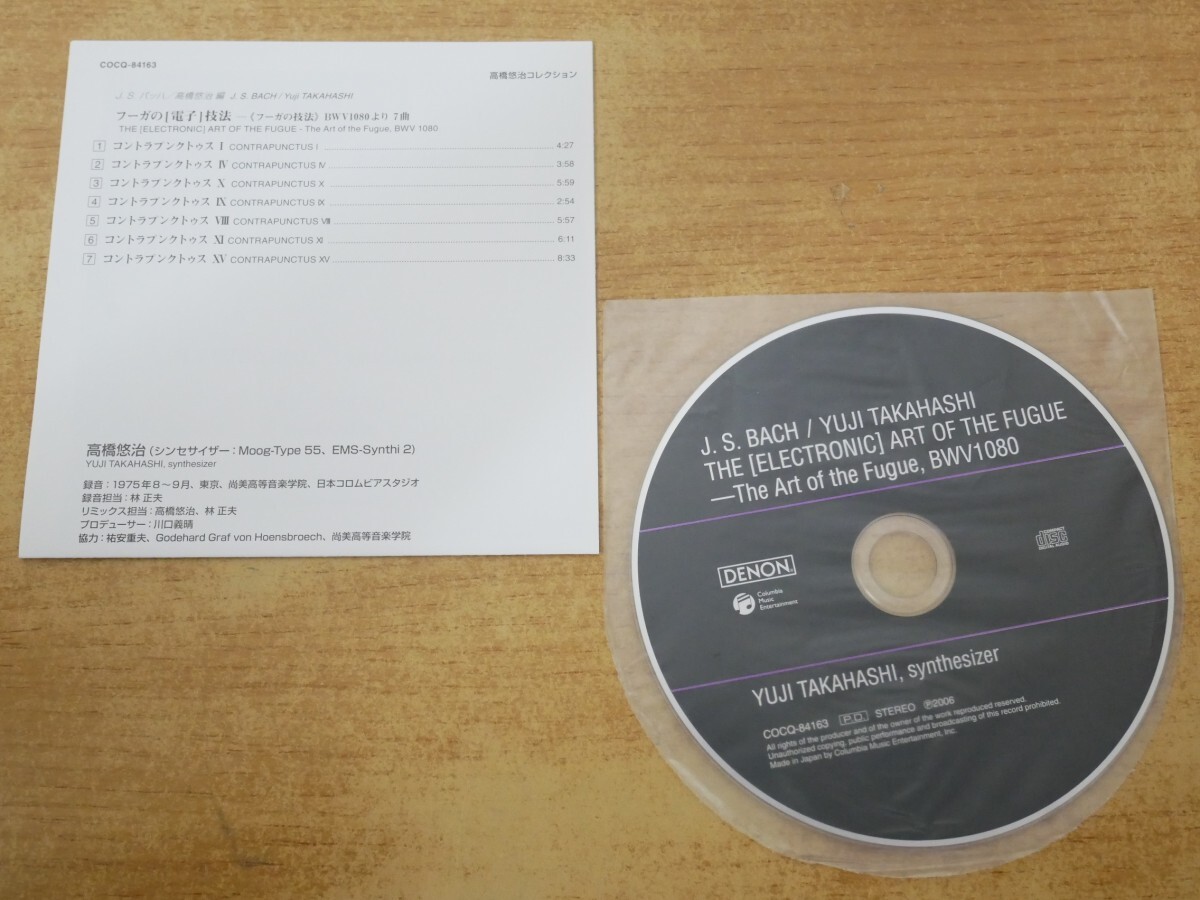 COCQ-84163
高橋悠治コレクション
J. S. バッハ／高橋悠治 編 J. S. BACH / Yuji TAKAHASHI
フーガの［電子］技法 ―《フーガの技法》BWV1080より 7曲
THE [ELECTRONIC] ART OF THE FUGUE - The Art of the Fugue, BWV 1080
1 コントラプンクトゥス I CONTRAPUNCTUS I 4:27
2 コントラプンクトゥス IV CONTRAPUNCTUS IV 3:58
3 コントラプンクトゥス X CONTRAPUNCTUS X 5:59
4 コントラプンクトゥス IX CONTRAPUNCTUS IX 2:54
5 コントラプンクトゥス VIII CONTRAPUNCTUS VIII 5:57
6 コントラプンクトゥス XI CONTRAPUNCTUS XI 6:11
7 コントラプンクトゥス XV CONTRAPUNCTUS XV 8:33
高橋悠治（シンセサイザー：Moog-Type 55、EMS-Synthi 2）
YUJI TAKAHASHI, synthesizer
録音：1975年8～9月、東京、尚美高等音楽学院、日本コロムビアスタジオ
録音担当：林 正夫
リミックス担当：高橋悠治、林 正夫
プロデューサー：川口義晴
協力：祐安重夫、Godehard Graf von Hoensbroech、尚美高等音楽学院
J. S. BACH / YUJI TAKAHASHI
THE [ELECTRONIC] ART OF THE FUGUE
―The Art of the Fugue, BWV1080
DENON
Columbia
Music
Entertainment
COMPACT
disc
DIGITAL AUDIO
YUJI TAKAHASHI, synthesizer
COCQ-84163 P.D. STEREO ℗2006
All rights of the producer and of the owner of the work reproduced reserved.
Unauthorized copying, public performance and broadcasting of this record prohibited.
Made in Japan by Columbia Music Entertainment, Inc.